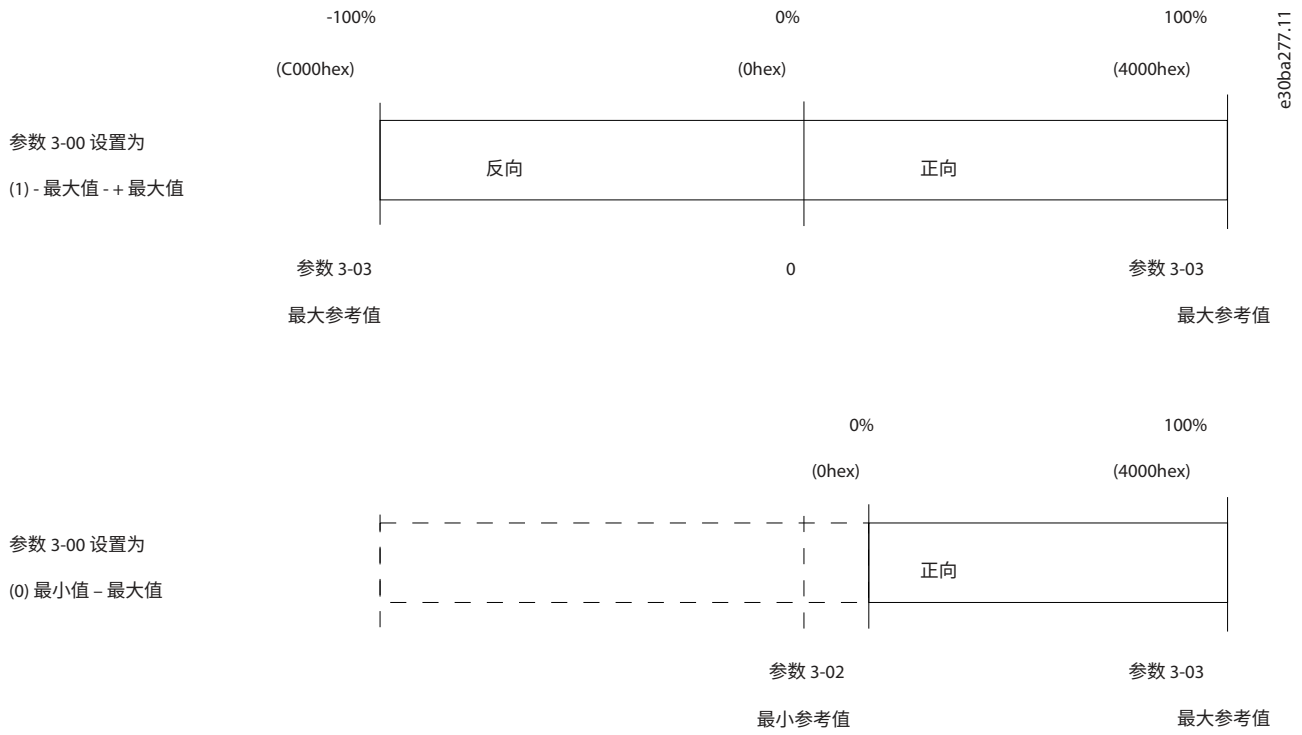 -100% 0% 100%
(C000hex) (0hex) (4000hex)
e30ba277.11
参数 3-00 设置为
(1) - 最大值 - + 最大值
反向 正向
参数 3-03 0 参数 3-03
最大参考值 最大参考值
0% 100%
(0hex) (4000hex)
参数 3-00 设置为
(0) 最小值 – 最大值
正向
参数 3-02 参数 3-03
最小参考值 最大参考值